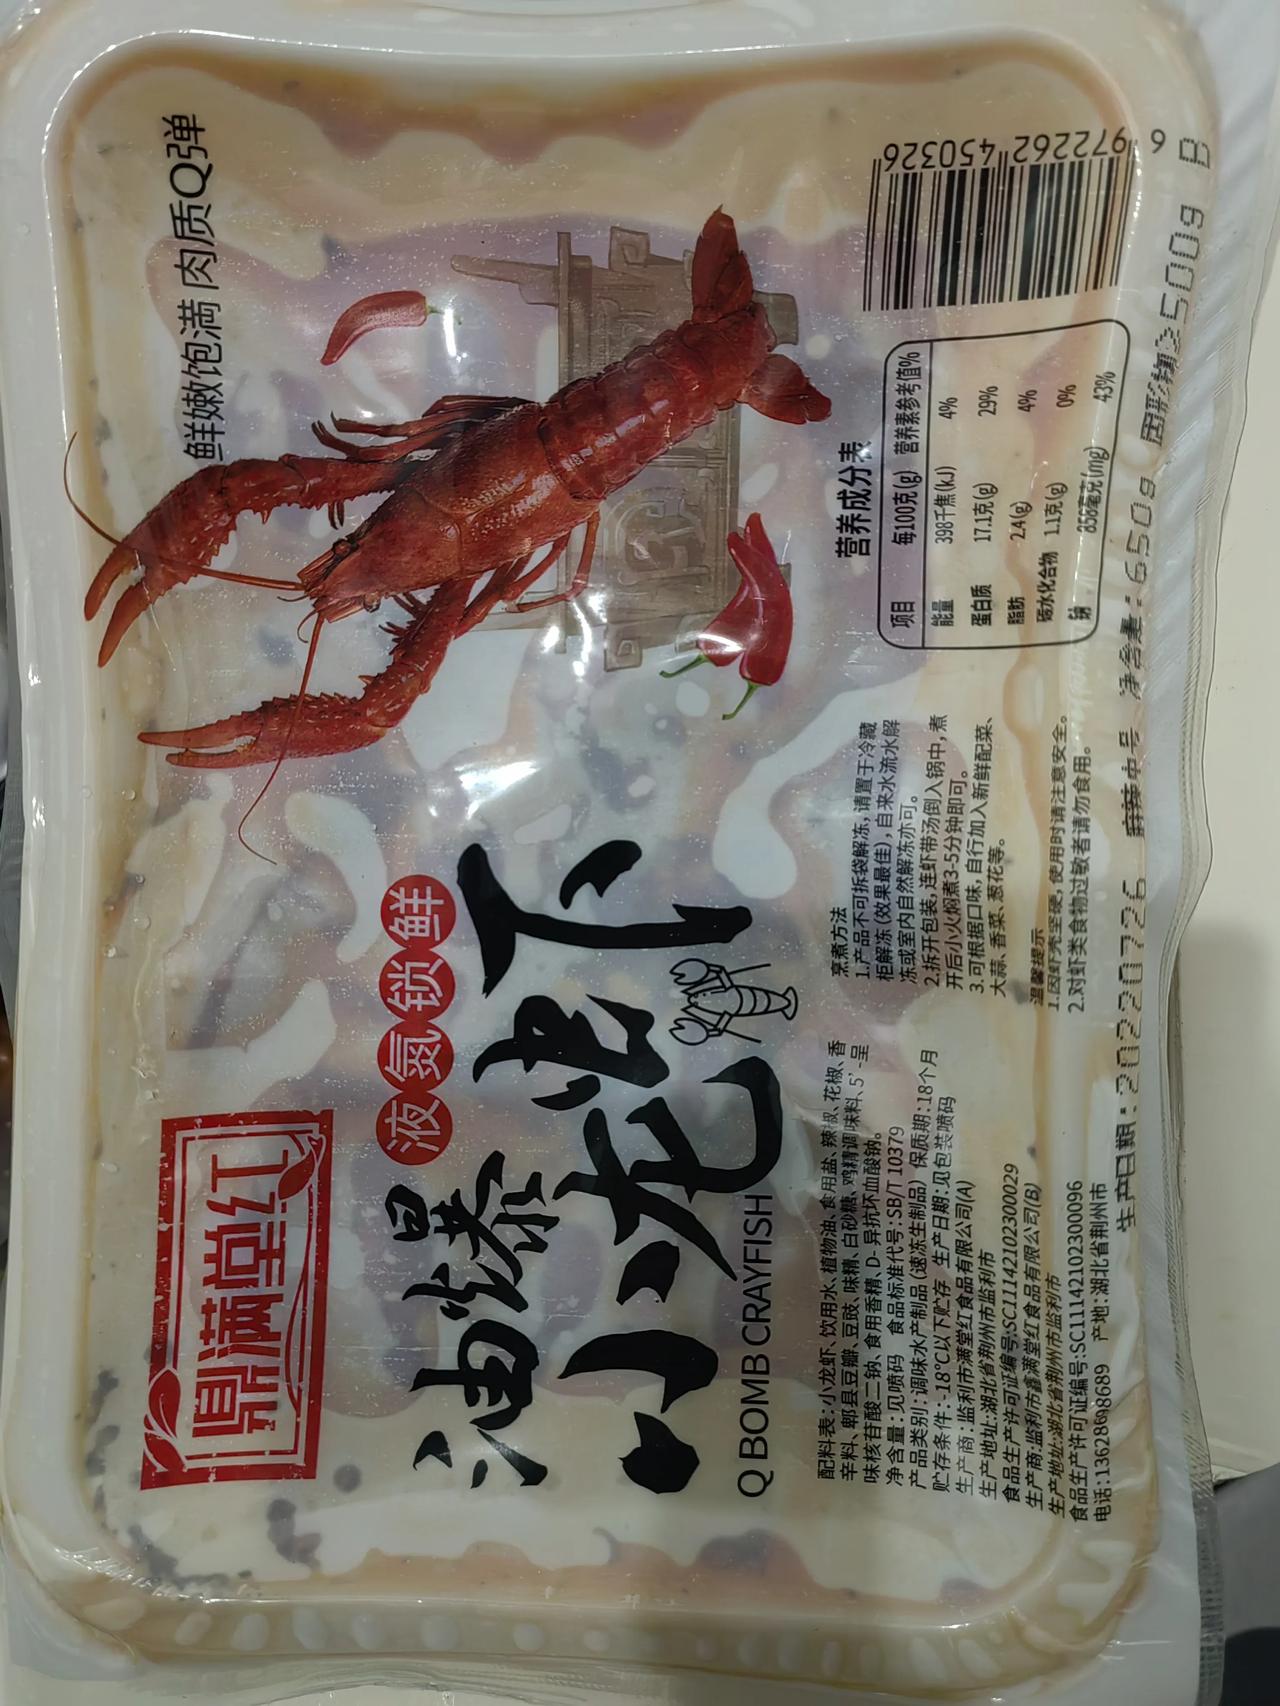 鼎满堂红
鲜嫩饱满 肉质Q弹
液氮锁鲜
油爆
小龙虾
Q BOMB CRAYFISH
配料表:小龙虾、饮用水、植物油、食用盐、辣椒、花椒、香
辛料、郫县豆瓣、豆豉、味精、白砂糖、鸡精调味料、5’-呈
味核苷酸二钠、食用香精、D-异抗坏血酸钠。
净含量:见喷码 食品标准代号:SB/T 10379
产品类别:调味水产制品(速冻生制品) 保质期:18个月
贮存条件:-18°C以下贮存 生产日期:见包装喷码
生产商:监利市满堂红食品有限公司(A)
生产地址:湖北省荆州市监利市
食品生产许可证编号:SC11142102300029
生产商:监利市鑫满堂红食品有限公司(B)
生产地址:湖北省荆州市监利市
食品生产许可证编号:SC11142102300096
电话:13628698689 产地:湖北省荆州市
烹煮方法
1.产品不可拆袋解冻,请置于冷藏
柜解冻(效果最佳),自来水流水解
冻或室内自然解冻亦可。
2.拆开包装,连虾带汤倒入锅中,煮
开后小火焖煮3-5分钟即可。
3.可根据口味,自行加入新鲜配菜、
大蒜、香菜、葱花等。
温馨提示
1.因虾壳坚硬,使用时请注意安全。
2.对虾类食物过敏者请勿食用。
营养成分表
项目 每100克(g) 营养素参考值%
能量 398千焦(kJ) 4%
蛋白质 17.1克(g) 29%
脂肪 2.4(g) 4%
碳水化合物 1.1克(g) 0%
钠 856毫克(mg) 43%
6 972262 450326
生产日期:20220726 麻辣中号 净含量:650g 固形物≥500g B